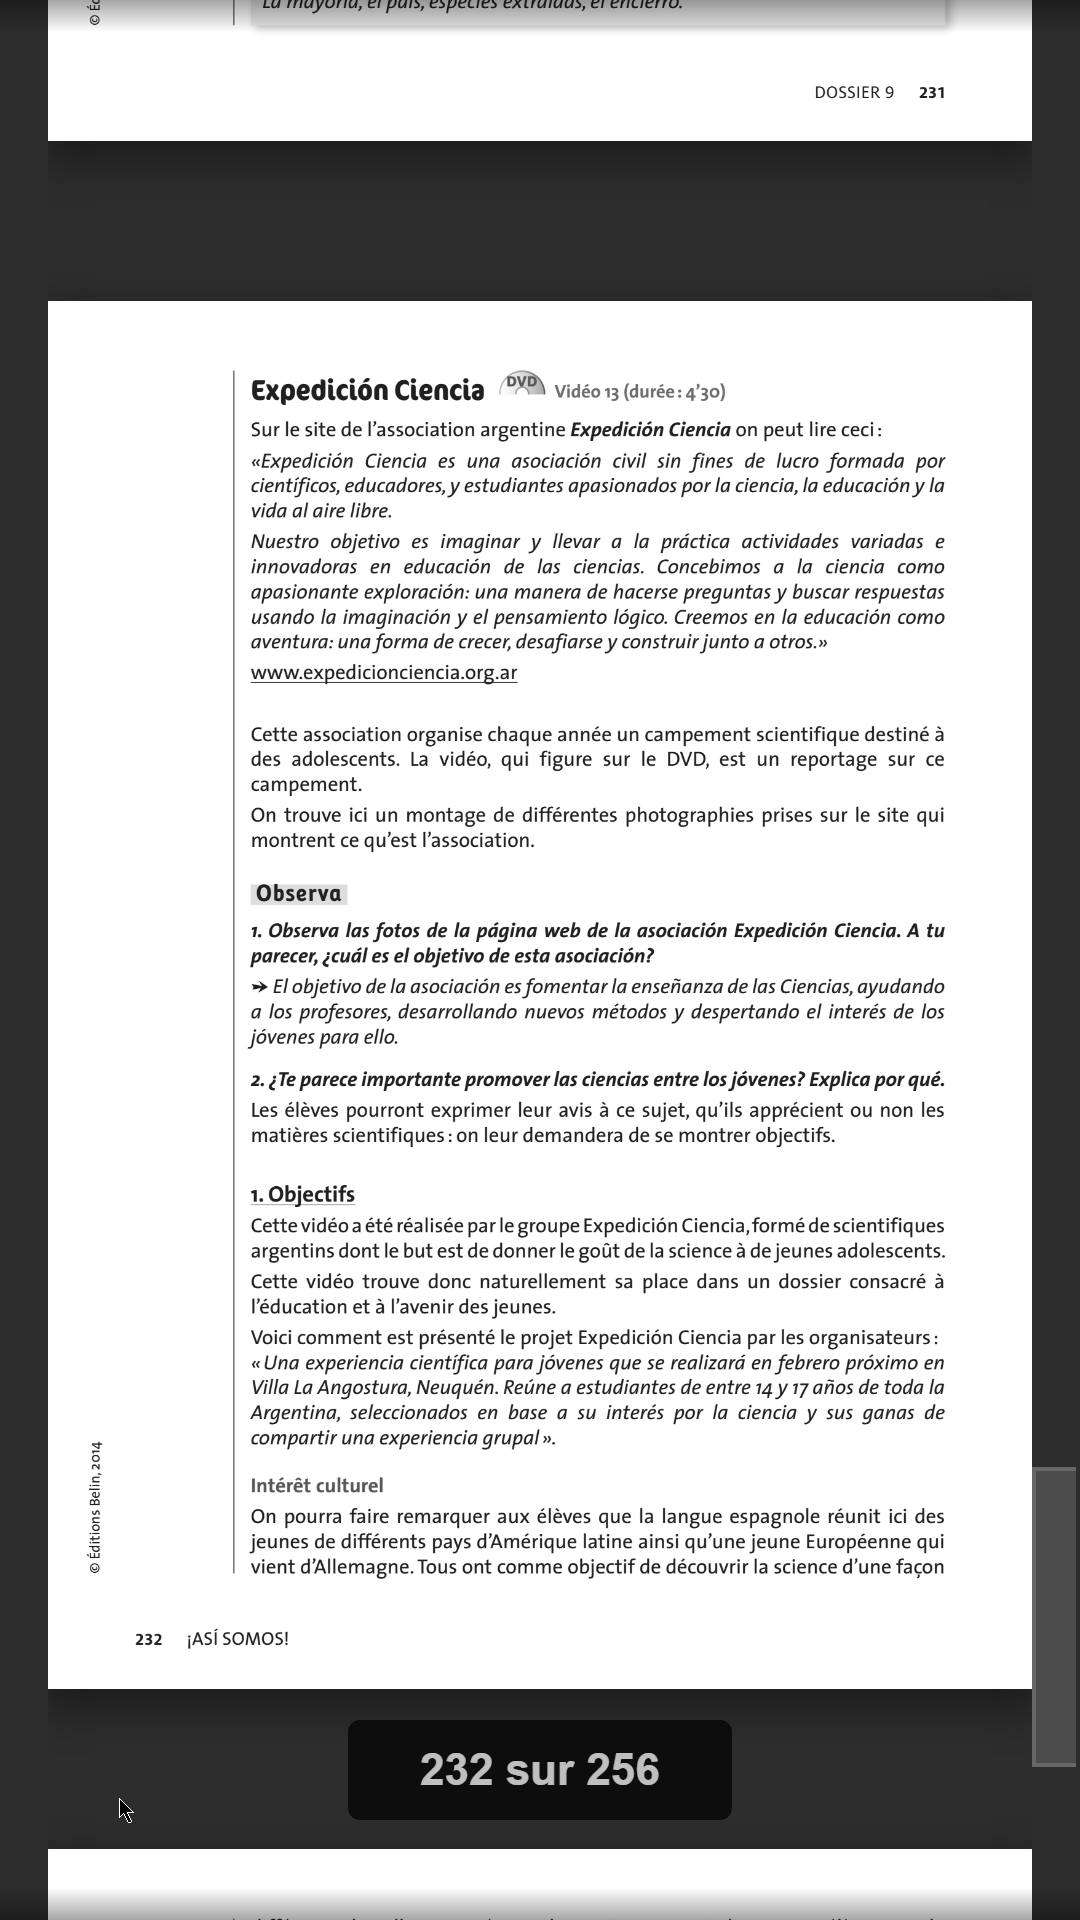 La mayoría, el país, especies extrañas, el encierro.
DOSSIER 9 231
Expedición Ciencia DVD Vidéo 13 (durée : 4’30)
Sur le site de l’association argentine Expedición Ciencia on peut lire ceci :
«Expedición Ciencia es una asociación civil sin fines de lucro formada por
científicos, educadores, y estudiantes apasionados por la ciencia, la educación y la
vida al aire libre.
Nuestro objetivo es imaginar y llevar a la práctica actividades variadas e
innovadoras en educación de las ciencias. Concebimos a la ciencia como
apasionante exploración: una manera de hacerse preguntas y buscar respuestas
usando la imaginación y el pensamiento lógico. Creemos en la educación como
aventura: una forma de crecer, desafiarse y construir junto a otros.»
www.expedicionciencia.org.ar
Cette association organise chaque année un campement scientifique destiné à
des adolescents. La vidéo, qui figure sur le DVD, est un reportage sur ce
campement.
On trouve ici un montage de différentes photographies prises sur le site qui
montrent ce qu’est l’association.
Observa
1. Observa las fotos de la página web de la asociación Expedición Ciencia. A tu
parecer, ¿cuál es el objetivo de esta asociación?
➛ El objetivo de la asociación es fomentar la enseñanza de las Ciencias, ayudando
a los profesores, desarrollando nuevos métodos y despertando el interés de los
jóvenes para ello.
2. ¿Te parece importante promover las ciencias entre los jóvenes? Explica por qué.
Les élèves pourront exprimer leur avis à ce sujet, qu’ils apprécient ou non les
matières scientifiques : on leur demandera de se montrer objectifs.
1. Objectifs
Cette vidéo a été réalisée par le groupe Expedición Ciencia, formé de scientifiques
argentins dont le but est de donner le goût de la science à de jeunes adolescents.
Cette vidéo trouve donc naturellement sa place dans un dossier consacré à
l’éducation et à l’avenir des jeunes.
Voici comment est présenté le projet Expedición Ciencia par les organisateurs :
« Una experiencia científica para jóvenes que se realizará en febrero próximo en
Villa La Angostura, Neuquén. Reúne a estudiantes de entre 14 y 17 años de toda la
Argentina, seleccionados en base a su interés por la ciencia y sus ganas de
compartir una experiencia grupal ».
Intérêt culturel
On pourra faire remarquer aux élèves que la langue espagnole réunit ici des
jeunes de différents pays d’Amérique latine ainsi qu’une jeune Européenne qui
vient d’Allemagne. Tous ont comme objectif de découvrir la science d’une façon
© Éditions Belin, 2014
232 ¡ASÍ SOMOS!
232 sur 256